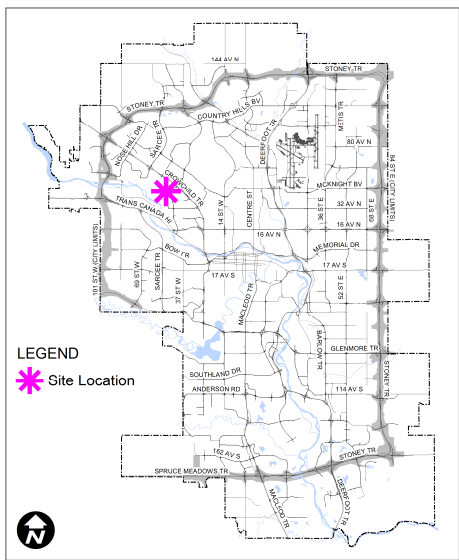 144 AV N
STONEY TR
STONEY TR
COUNTRY HILLS BV
METIS TR
SARCEE TR
NOSE HILL DR
DEERFOOT TR
80 AV N
CROWCHILD TR
MCKNIGHT BV
84 ST E (CITY LIMITS)
TRANS CANADA HI
14 ST W
CENTRE ST
36 ST E
32 AV N
68 ST E
16 AV N
16 AV N
101 ST W (CITY LIMITS)
BOW TR
MEMORIAL DR
69 ST W
SARCEE TR
37 ST W
17 AV S
17 AV S
52 ST E
MACLEOD TR
BARLOW TR
LEGEND
Site Location
GLENMORE TR
SOUTHLAND DR
STONEY TR
ANDERSON RD
114 AV S
162 AV S
STONEY TR
SPRUCE MEADOWS TR
MACLEOD TR
DEERFOOT TR
N